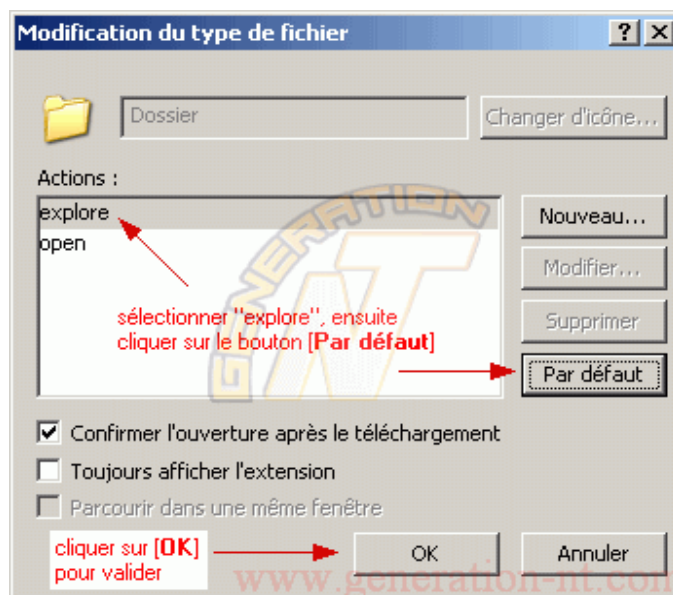 Modification du type de fichier
Dossier
Changer d'icône...
Actions :
explore
open
Nouveau...
Modifier...
Supprimer
Par défaut
GENERATION
NT
sélectionner "explore", ensuite
cliquer sur le bouton [Par défaut]
Confirmer l'ouverture après le téléchargement
Toujours afficher l'extension
Parcourir dans une même fenêtre
cliquer sur [OK]
pour valider
OK
Annuler
www.generation-nt.com